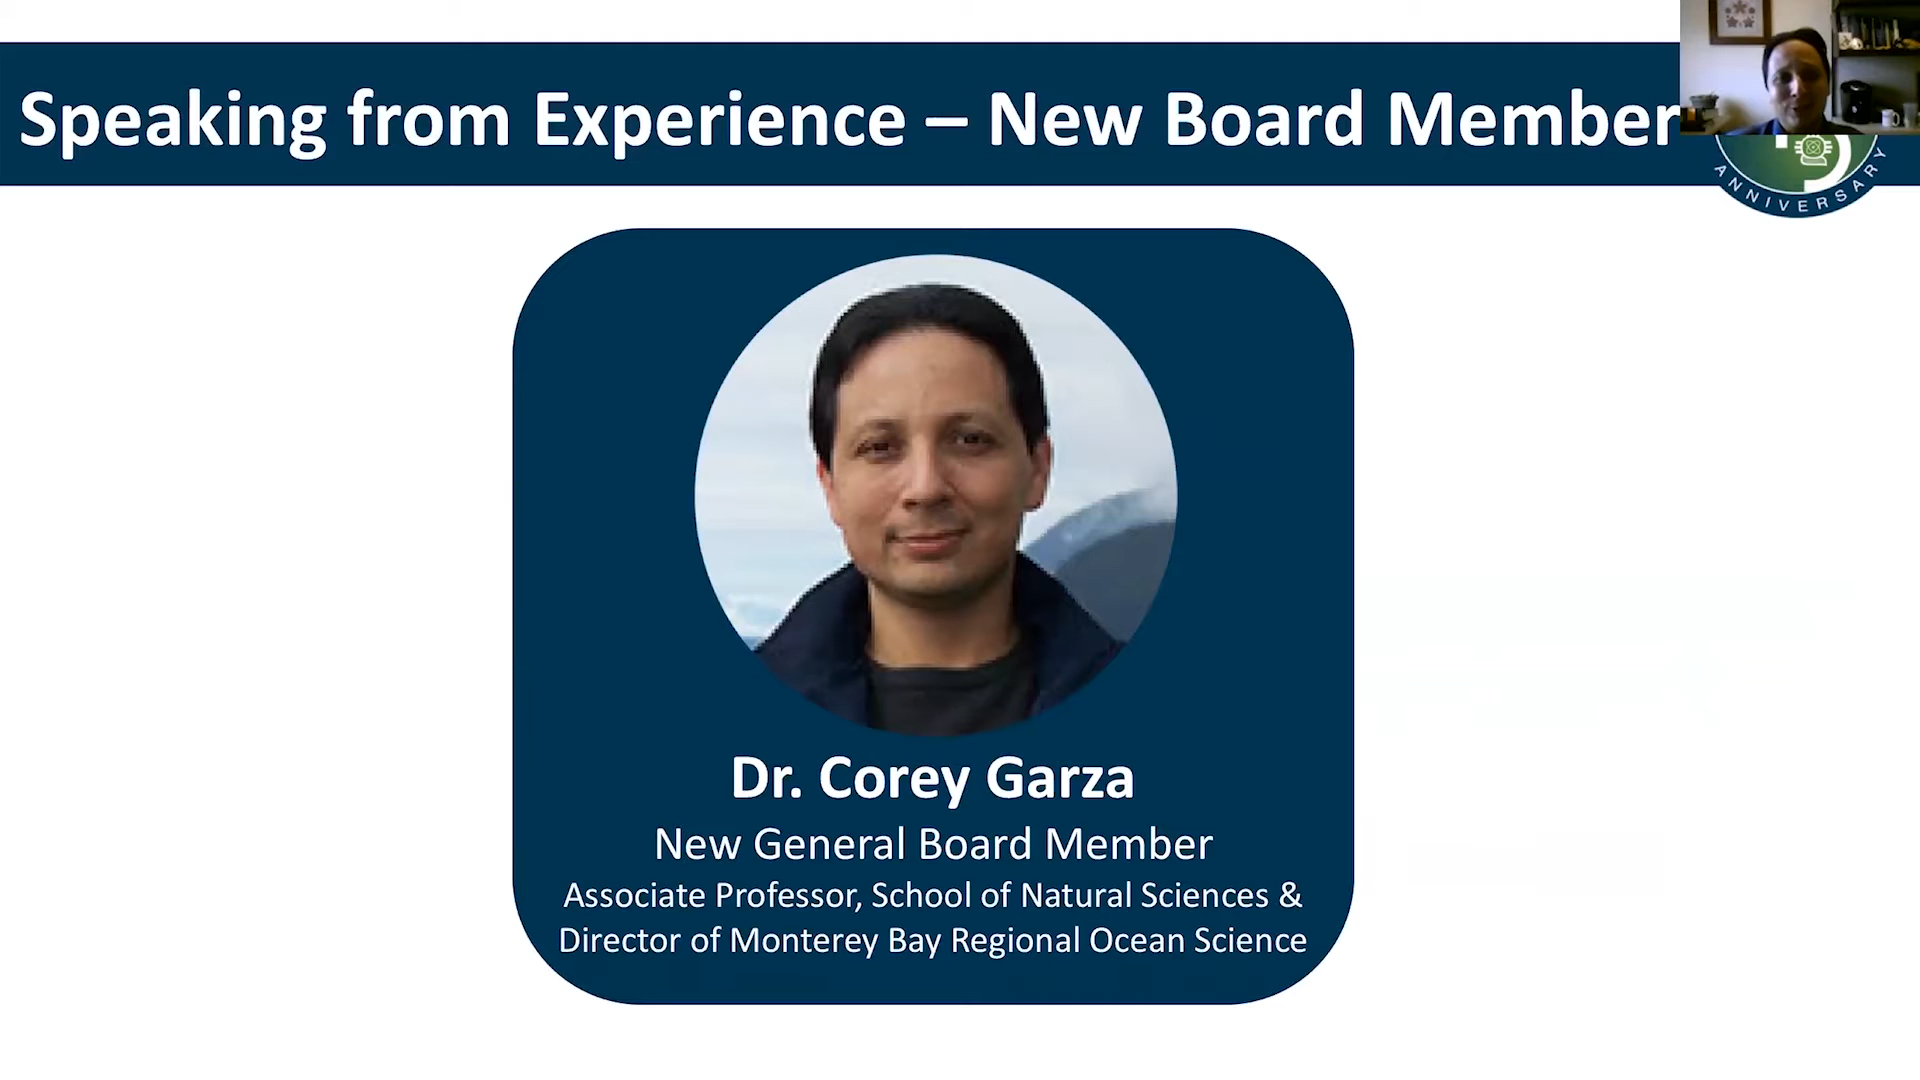 Speaking from Experience – New Board Member
ANNIVERSARY
Dr. Corey Garza
New General Board Member
Associate Professor, School of Natural Sciences &
Director of Monterey Bay Regional Ocean Science